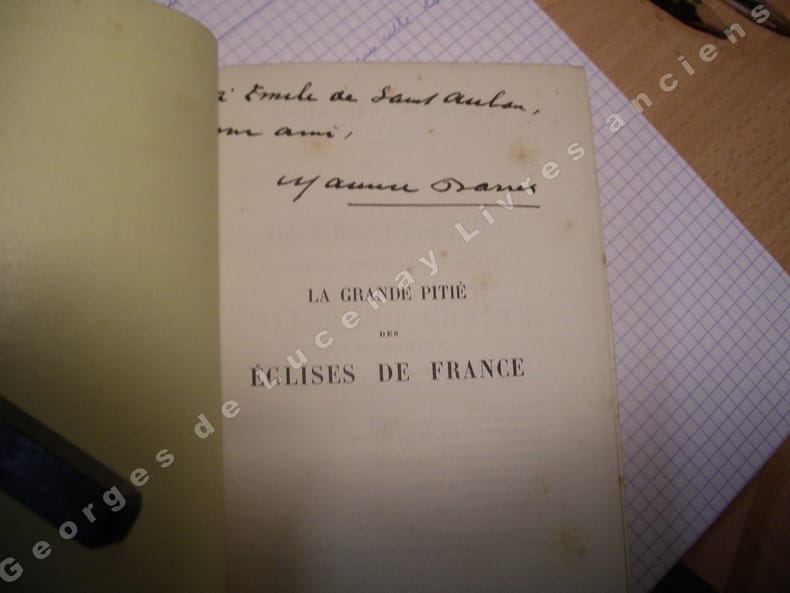 à Emile de Saint Auban,
son ami,
Maurice Barrès
LA GRANDE PITIÉ
DES
ÉGLISES DE FRANCE
Georges de Lucenay Livres anciens